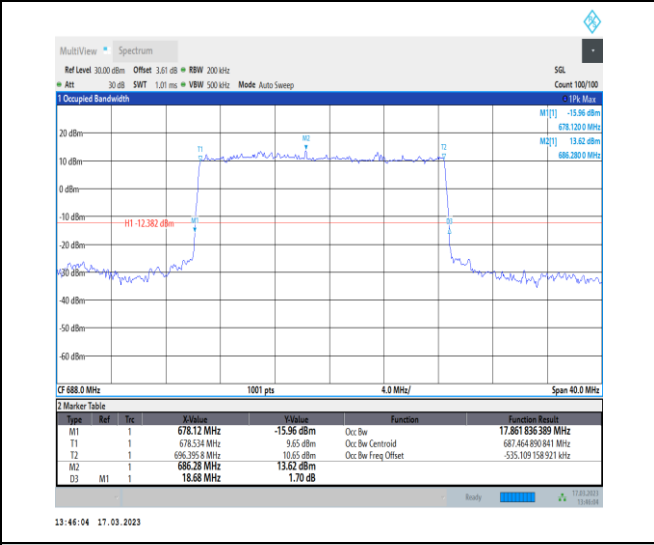 MultiView Spectrum
Ref Level 30.00 dBm Offset 3.61 dB RBW 200 kHz SGL
Att 30 dB SWT 1.01 ms VBW 500 kHz Mode Auto Sweep Count 100/100
1 Occupied Bandwidth 1Pk Max
M1[1] -15.96 dBm
678.1200 MHz
20 dBm M2[1] 13.62 dBm
M2
T1 T2 686.2800 MHz
10 dBm
0 dBm
-10 dBm
H1 -12.382 dBm M1 D3
-20 dBm
-30 dBm
-40 dBm
-50 dBm
-60 dBm
CF 688.0 MHz 1001 pts 4.0 MHz/ Span 40.0 MHz
2 Marker Table
Type Ref Trc X-Value Y-Value Function Function Result
M1 1 678.12 MHz -15.96 dBm Occ Bw 17.861 836 389 MHz
T1 1 678.534 MHz 9.65 dBm Occ Bw Centroid 687.464 890 841 MHz
T2 1 696.395 8 MHz 10.65 dBm Occ Bw Freq Offset -535.109 158 921 kHz
M2 1 686.28 MHz 13.62 dBm
D3 M1 1 18.68 MHz 1.70 dB
Ready 17.03.2023
13:46:04
13:46:04 17.03.2023